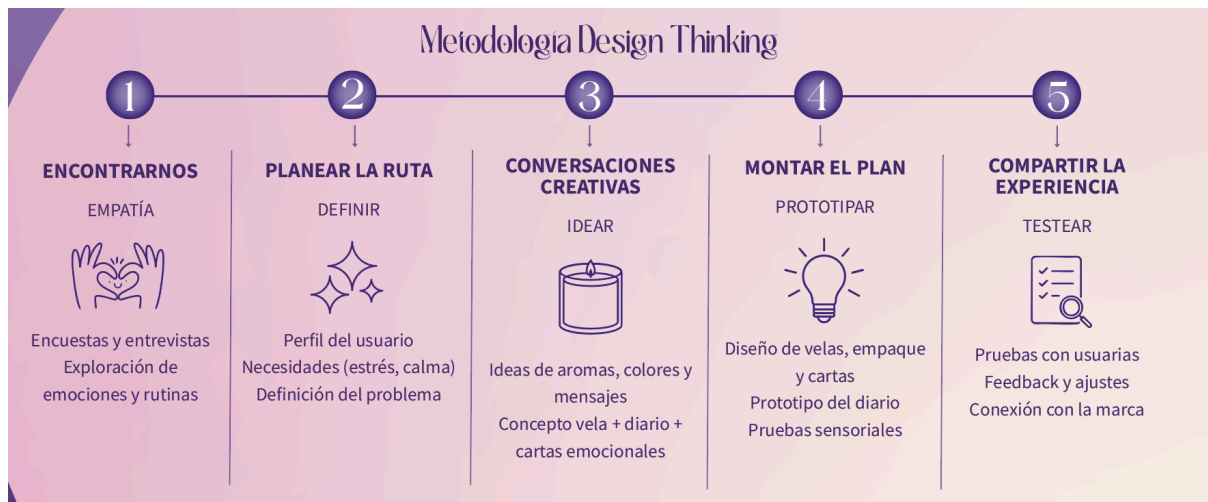 Metodología Design Thinking
1
2
3
4
5
ENCONTRARNOS
EMPATÍA
Encuestas y entrevistas
Exploración de
emociones y rutinas
PLANEAR LA RUTA
DEFINIR
Perfil del usuario
Necesidades (estrés, calma)
Definición del problema
CONVERSACIONES
CREATIVAS
IDEAR
Ideas de aromas, colores y
mensajes
Concepto vela + diario +
cartas emocionales
MONTAR EL PLAN
PROTOTIPAR
Diseño de velas, empaque
y cartas
Prototipo del diario
Pruebas sensoriales
COMPARTIR LA
EXPERIENCIA
TESTEAR
Pruebas con usuarias
Feedback y ajustes
Conexión con la marca